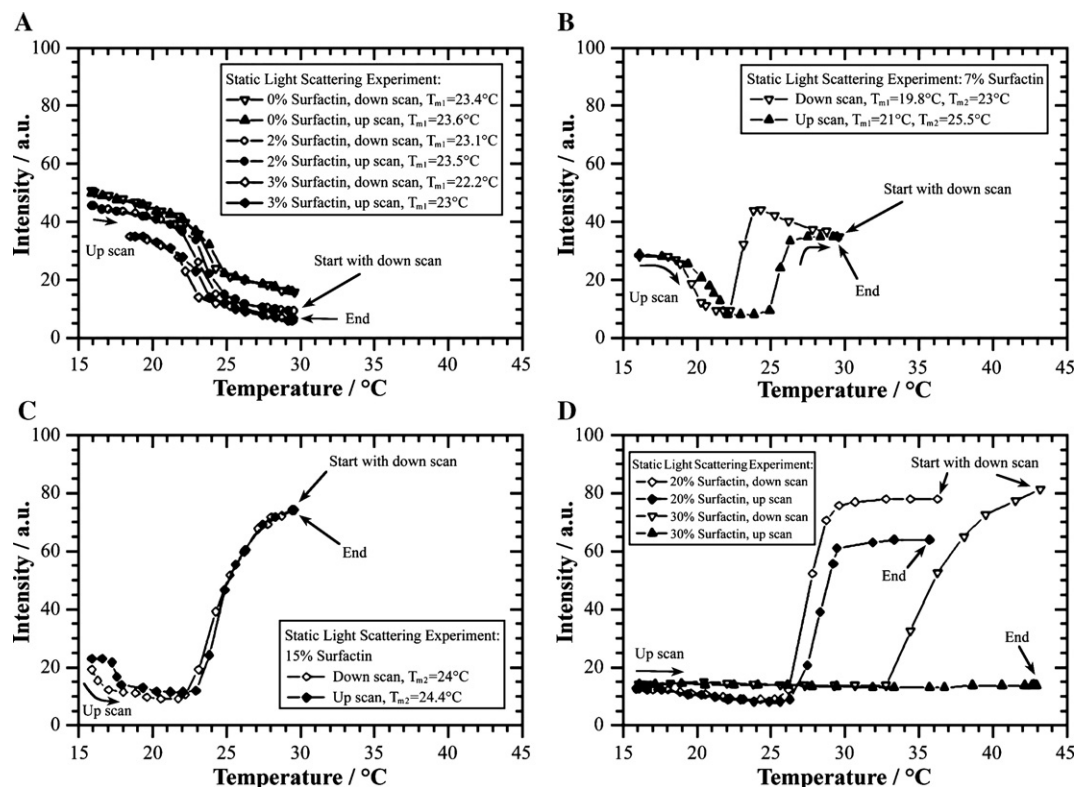 A
100
80
60
40
20
0
15 20 25 30 35 40 45
Intensity / a.u.
Temperature / °C
Static Light Scattering Experiment:
0% Surfactin, down scan, Tm1=23.4°C
0% Surfactin, up scan, Tm1=23.6°C
2% Surfactin, down scan, Tm1=23.1°C
2% Surfactin, up scan, Tm1=23.5°C
3% Surfactin, down scan, Tm1=22.2°C
3% Surfactin, up scan, Tm1=23°C
Up scan
Start with down scan
End
B
100
80
60
40
20
0
15 20 25 30 35 40 45
Intensity / a.u.
Temperature / °C
Static Light Scattering Experiment: 7% Surfactin
Down scan, Tm1=19.8°C, Tm2=23°C
Up scan, Tm1=21°C, Tm2=25.5°C
Start with down scan
Up scan
End
C
100
80
60
40
20
0
15 20 25 30 35 40 45
Intensity / a.u.
Temperature / °C
Start with down scan
End
Static Light Scattering Experiment:
15% Surfactin
Down scan, Tm2=24°C
Up scan, Tm2=24.4°C
Up scan
D
100
80
60
40
20
0
15 20 25 30 35 40 45
Intensity / a.u.
Temperature / °C
Static Light Scattering Experiment:
20% Surfactin, down scan
20% Surfactin, up scan
30% Surfactin, down scan
30% Surfactin, up scan
Start with down scan
End
Up scan
End